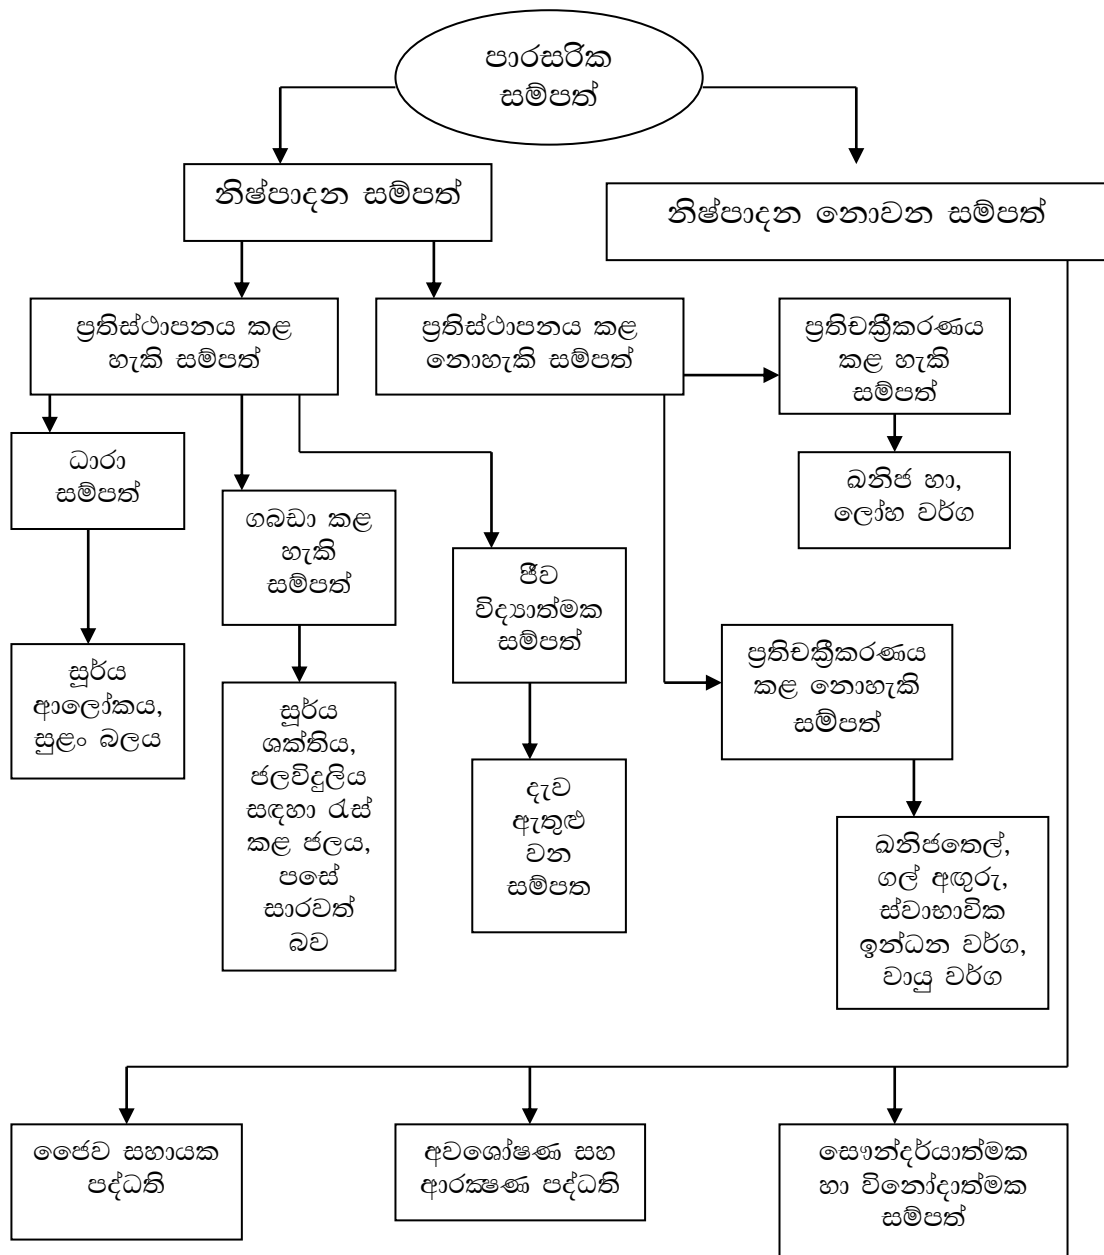 පාරසරික
සම්පත්
නිෂ්පාදන සම්පත්
නිෂ්පාදන නොවන සම්පත්
ප්‍රතිස්ථාපනය කළ
හැකි සම්පත්
ප්‍රතිස්ථාපනය කළ
නොහැකි සම්පත්
ප්‍රතිචක්‍රීකරණය
කළ හැකි
සම්පත්
ධාරා
සම්පත්
ගබඩා කළ
හැකි
සම්පත්
ජීව
විද්‍යාත්මක
සම්පත්
ඛනිජ හා,
ලෝහ වර්ග
සූර්ය
ආලෝකය,
සුළං බලය
සූර්ය
ශක්තිය,
ජලවිදුලිය
සඳහා රැස්
කළ ජලය,
පසේ
සාරවත්
බව
දැව
ඇතුළු
වන
සම්පත
ප්‍රතිචක්‍රීකරණය
කළ නොහැකි
සම්පත්
ඛනිජතෙල්,
ගල් අඟුරු,
ස්වාභාවික
ඉන්ධන වර්ග,
වායු වර්ග
ජෛව සහායක
පද්ධති
අවශෝෂණ සහ
ආරක්‍ෂණ පද්ධති
සෞන්දර්යාත්මක
හා විනෝදාත්මක
සම්පත්